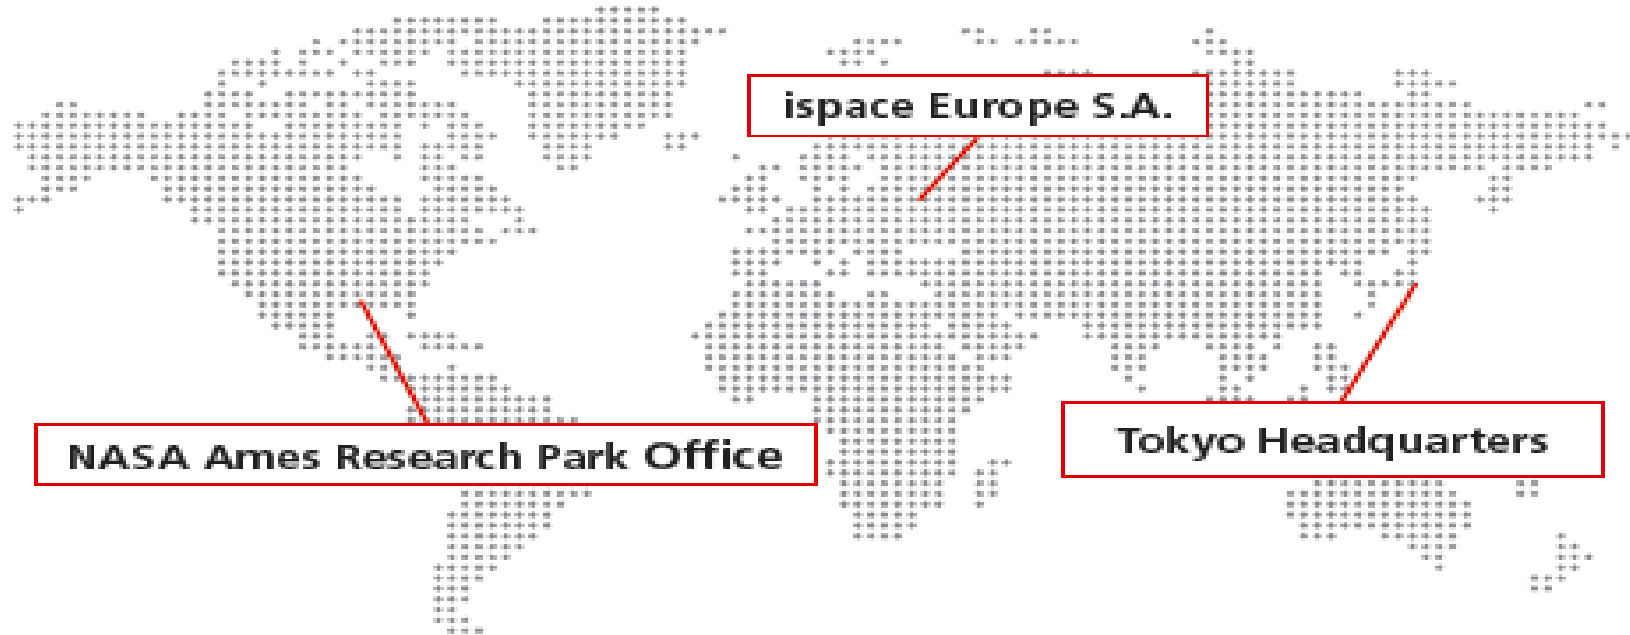 ispace Europe S.A.
Tokyo Headquarters
NASA Ames Research Park Office